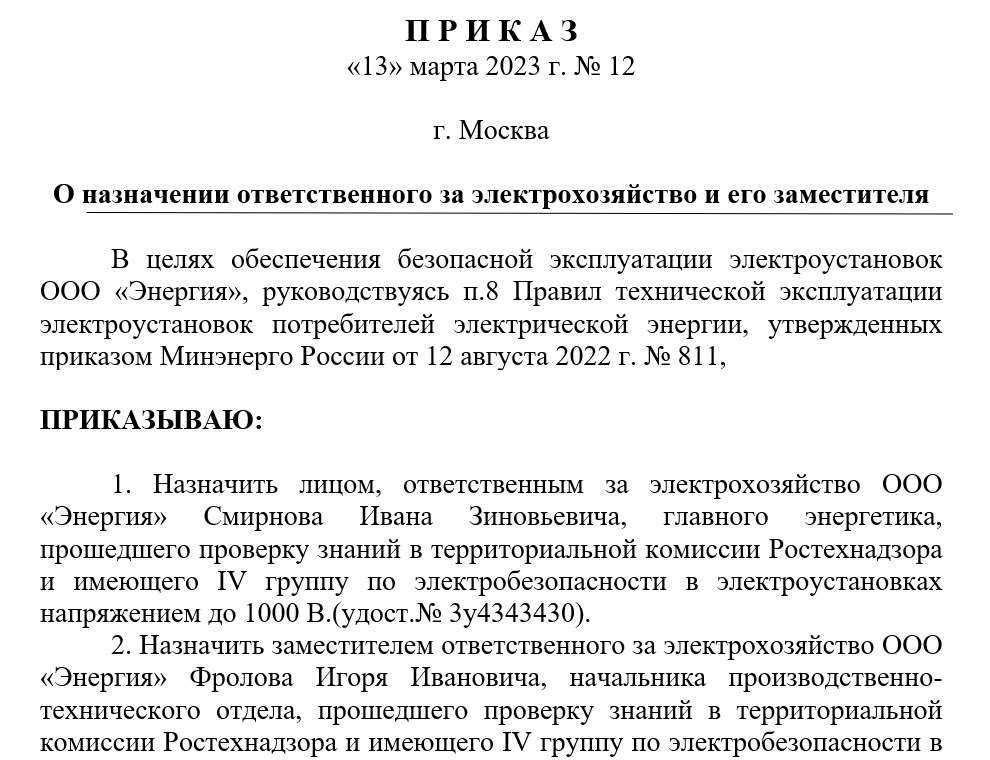 П Р И К А З
«13» марта 2023 г. № 12
г. Москва
О назначении ответственного за электрохозяйство и его заместителя
В целях обеспечения безопасной эксплуатации электроустановок
ООО «Энергия», руководствуясь п.8 Правил технической эксплуатации
электроустановок потребителей электрической энергии, утвержденных
приказом Минэнерго России от 12 августа 2022 г. № 811,
ПРИКАЗЫВАЮ:
1. Назначить лицом, ответственным за электрохозяйство ООО
«Энергия» Смирнова Ивана Зиновьевича, главного энергетика,
прошедшего проверку знаний в территориальной комиссии Ростехнадзора
и имеющего IV группу по электробезопасности в электроустановках
напряжением до 1000 В.(удост.№ 3у4343430).
2. Назначить заместителем ответственного за электрохозяйство ООО
«Энергия» Фролова Игоря Ивановича, начальника производственно-
технического отдела, прошедшего проверку знаний в территориальной
комиссии Ростехнадзора и имеющего IV группу по электробезопасности в